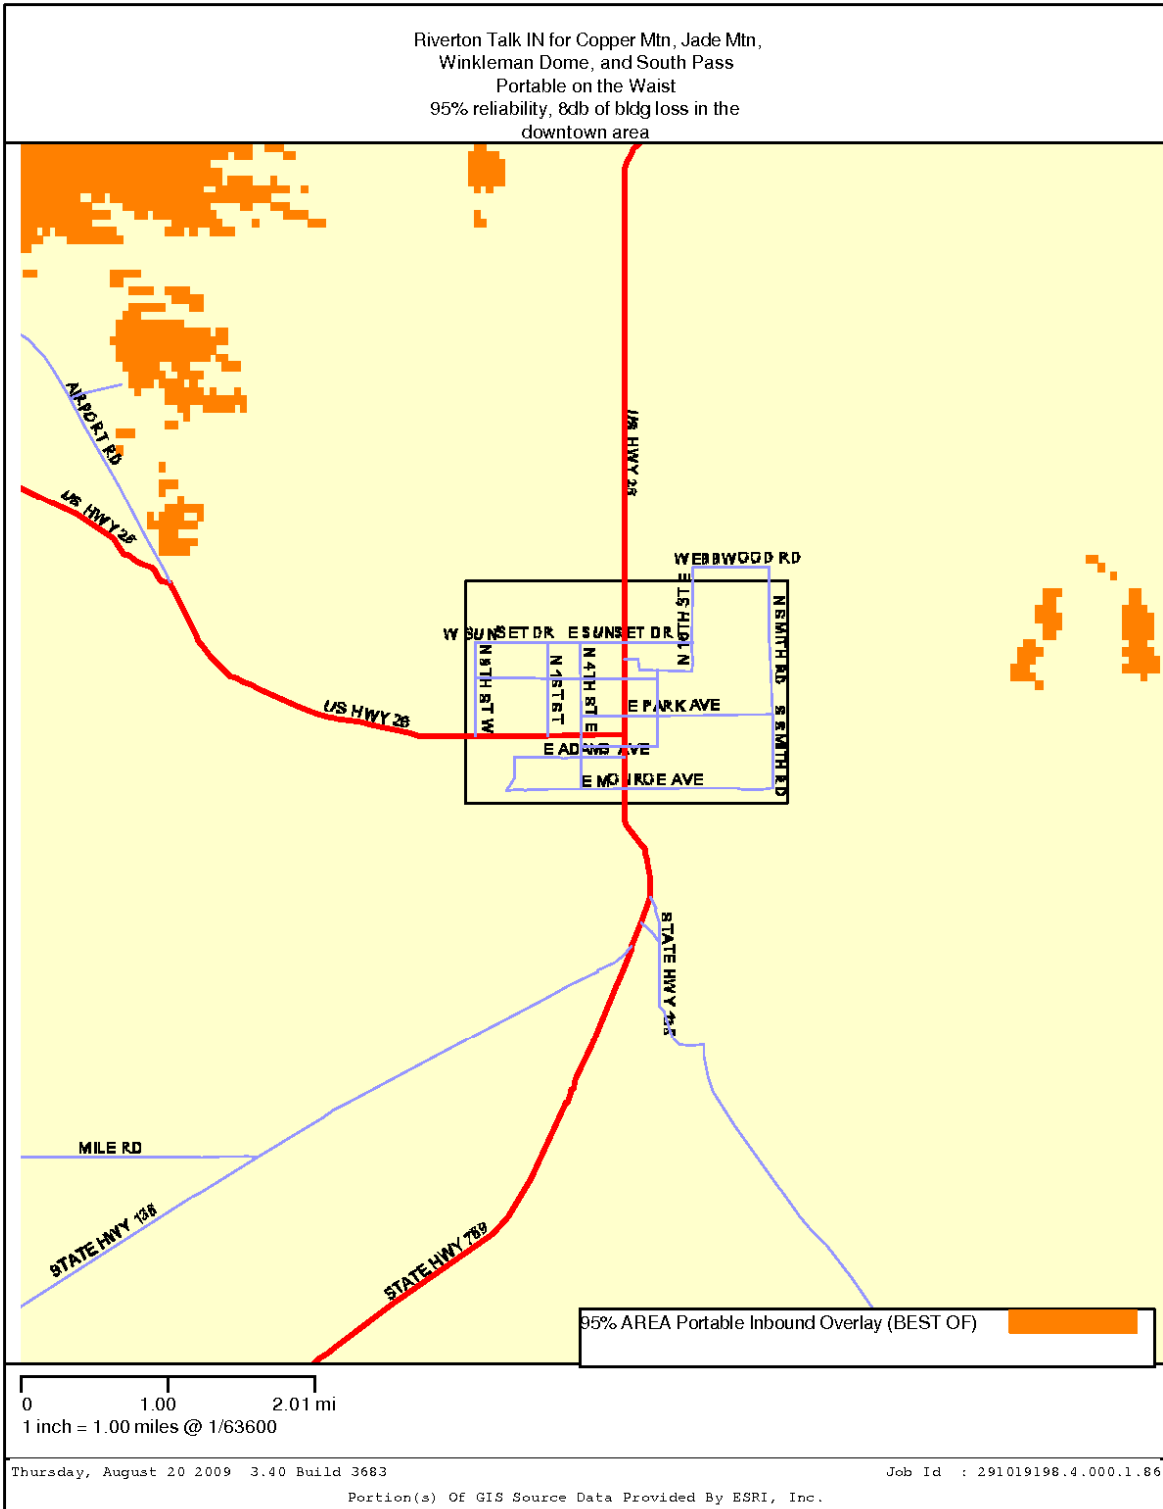 Riverton Talk IN for Copper Mtn, Jade Mtn,
Winkleman Dome, and South Pass
Portable on the Waist
95% reliability, 8db of bldg loss in the
downtown area
AIRPORT RD
US HWY 26
US HWY 26
WEBBWOOD RD
N 10TH ST E
N SMITH RD
W SUNSET DR
E SUNSET DR
N 8TH ST W
N 1ST ST
N 4TH ST E
E PARK AVE
S SMITH RD
US HWY 26
E ADAMS AVE
E MONROE AVE
STATE HWY
MILE RD
STATE HWY 138
STATE HWY 789
95% AREA Portable Inbound Overlay (BEST OF)
0 1.00 2.01 mi
1 inch = 1.00 miles @ 1/63600
Thursday, August 20 2009 3.40 Build 3683
Job Id : 291019198.4.000.1.86
Portion(s) Of GIS Source Data Provided By ESRI, Inc.